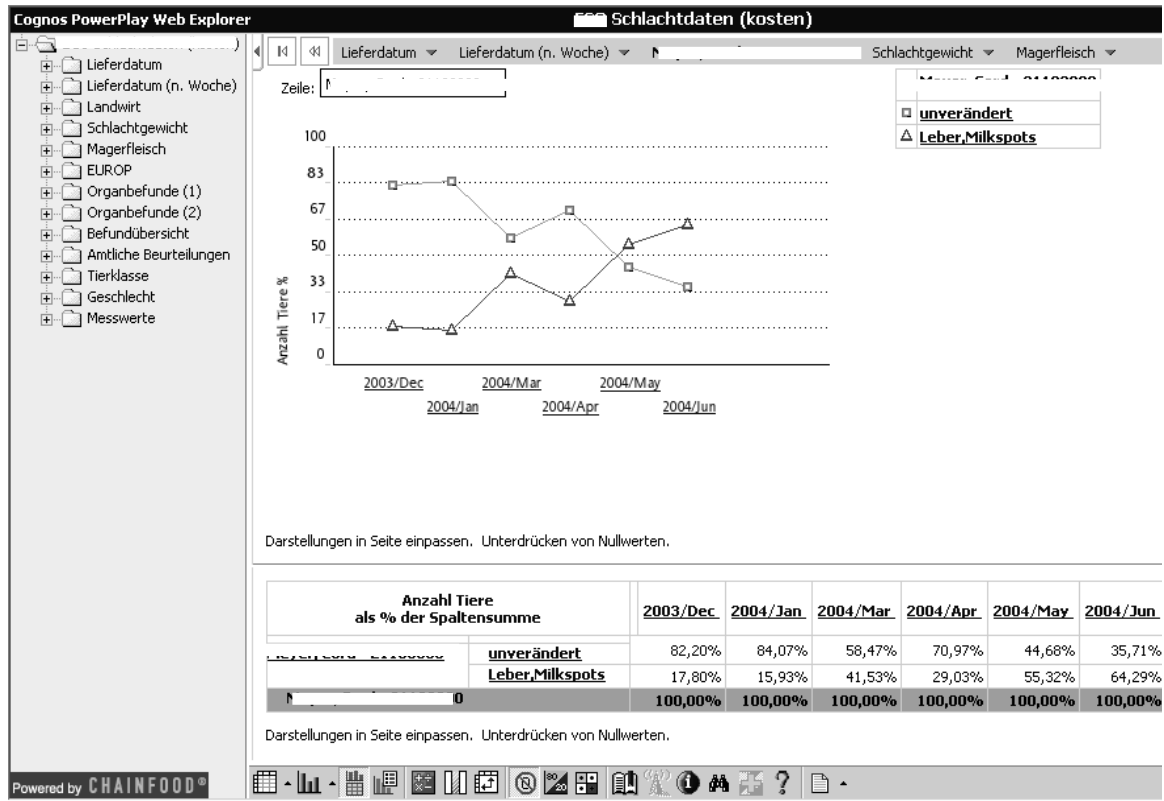 Cognos PowerPlay Web Explorer
Schlachtdaten (kosten)
Lieferdatum
Lieferdatum (n. Woche)
Landwirt
Schlachtgewicht
Magerfleisch
EUROP
Organbefunde (1)
Organbefunde (2)
Befundübersicht
Amtliche Beurteilungen
Tierklasse
Geschlecht
Messwerte
Powered by CHAINFOOD®
Lieferdatum Lieferdatum (n. Woche) Schlachtgewicht Magerfleisch
Zeile:
unverändert
Leber,Milkspots
100
83
67
50
33
17
0
Anzahl Tiere %
2003/Dec 2004/Mar 2004/May
2004/Jan 2004/Apr 2004/Jun
Darstellungen in Seite einpassen. Unterdrücken von Nullwerten.
Anzahl Tiere
als % der Spaltensumme 2003/Dec 2004/Jan 2004/Mar 2004/Apr 2004/May 2004/Jun
unverändert 82,20% 84,07% 58,47% 70,97% 44,68% 35,71%
Leber,Milkspots 17,80% 15,93% 41,53% 29,03% 55,32% 64,29%
100,00% 100,00% 100,00% 100,00% 100,00% 100,00%
Darstellungen in Seite einpassen. Unterdrücken von Nullwerten.